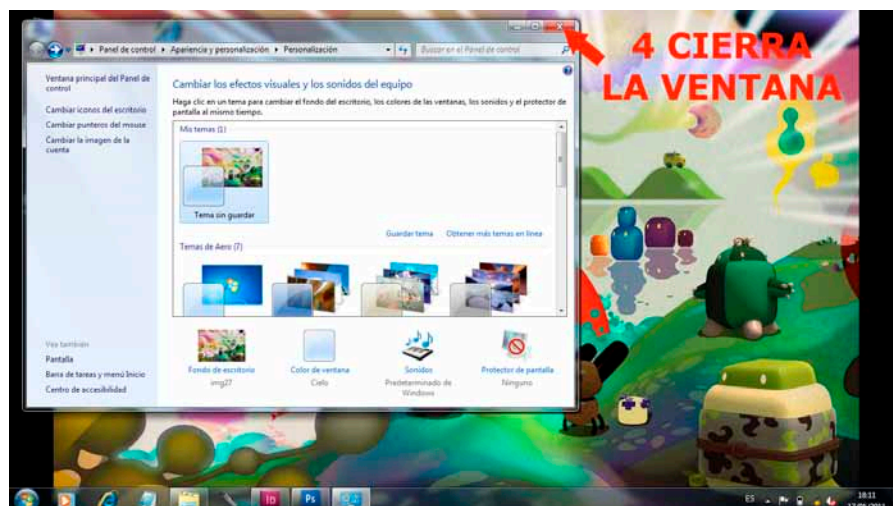 Panel de control ▸ Apariencia y personalización ▸ Personalización
Buscar en el Panel de control
4 CIERRA
LA VENTANA
Ventana principal del Panel de
control
Cambiar iconos del escritorio
Cambiar punteros del mouse
Cambiar la imagen de la
cuenta
Cambiar los efectos visuales y los sonidos del equipo
Haga clic en un tema para cambiar el fondo del escritorio, los colores de las ventanas, los sonidos y el protector de
pantalla al mismo tiempo.
Mis temas (1)
Tema sin guardar
Guardar tema Obtener más temas en línea
Temas de Aero (7)
Vea también
Pantalla
Barra de tareas y menú Inicio
Centro de accesibilidad
Fondo de escritorio
img27
Color de ventana
Cielo
Sonidos
Predeterminado de
Windows
Protector de pantalla
Ninguno
Id
Ps
ES
18:11